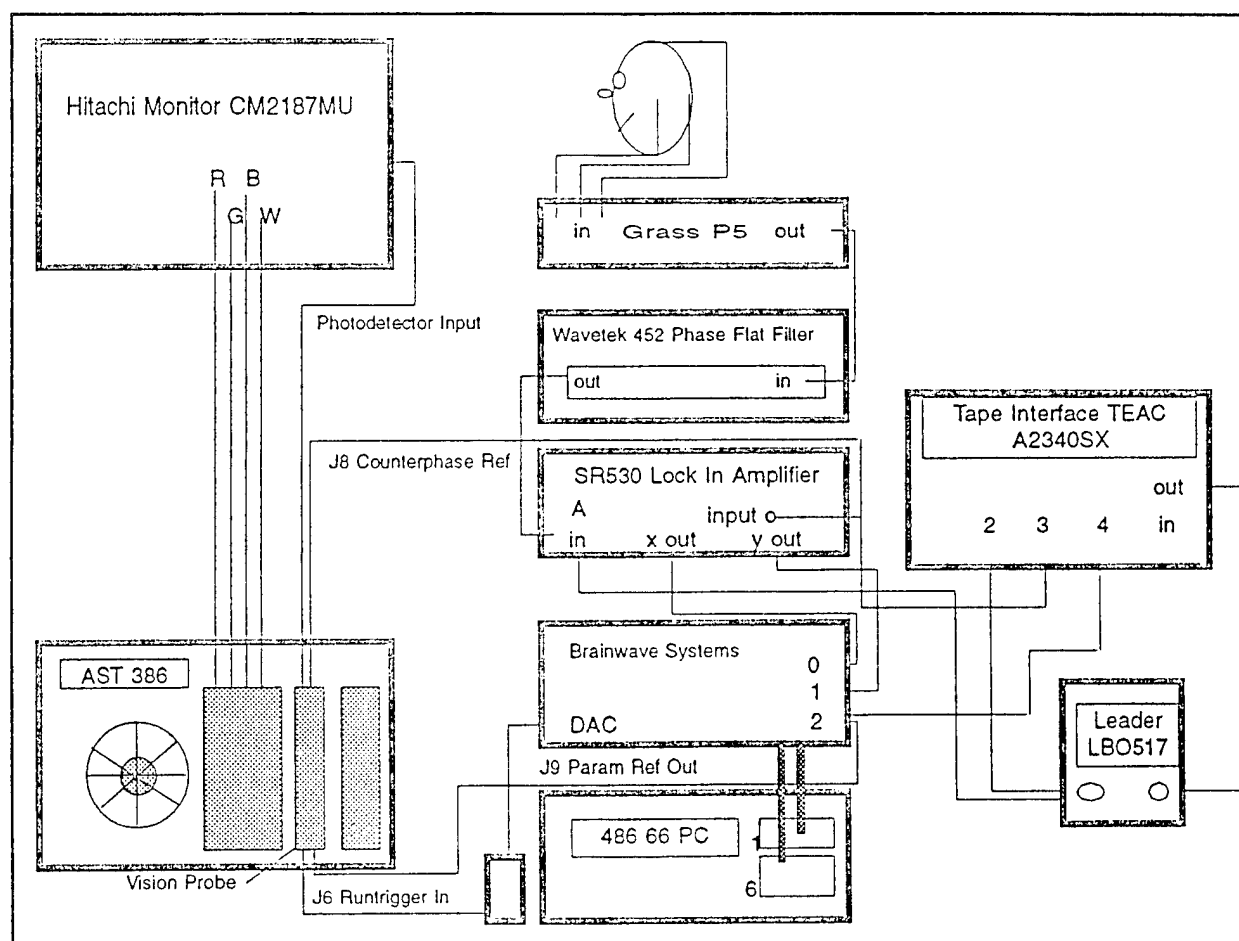 Hitachi Monitor CM2187MU
R B
G W
Photodetector Input
in Grass P5 out
Wavetek 452 Phase Flat Filter
out in
J8 Counterphase Ref
SR530 Lock In Amplifier
A
input o
in x out y out
Tape Interface TEAC
A2340SX
out
2 3 4 in
AST 386
Vision Probe
J6 Runtrigger In
Brainwave Systems
0
1
DAC 2
J9 Param Ref Out
486 66 PC
1
6
Leader
LBO517